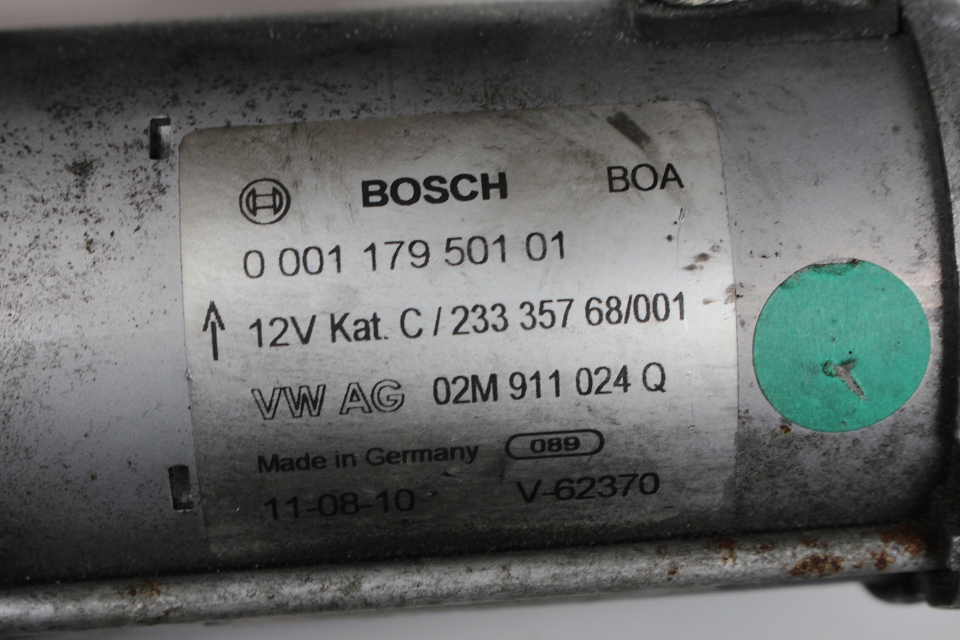 BOSCH BOA
0 001 179 501 01
12V Kat. C / 233 357 68/001
VW AG 02M 911 024 Q
Made in Germany 089
11-08-10 V-62370